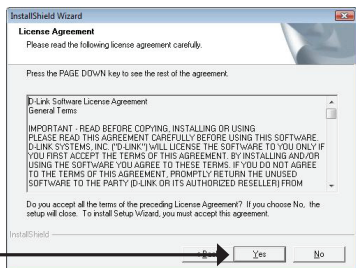 InstallShield Wizard
License Agreement
Please read the following license agreement carefully.
Press the PAGE DOWN key to see the rest of the agreement.
D-Link Software License Agreement
General Terms
IMPORTANT - READ BEFORE COPYING, INSTALLING OR USING
PLEASE READ THIS AGREEMENT CAREFULLY BEFORE USING THIS SOFTWARE.
D-LINK SYSTEMS, INC. ("D-LINK") WILL LICENSE THE SOFTWARE TO YOU ONLY IF
YOU FIRST ACCEPT THE TERMS OF THIS AGREEMENT. BY INSTALLING AND/OR
USING THE SOFTWARE YOU AGREE TO THESE TERMS. IF YOU DO NOT AGREE
TO THE TERMS OF THIS AGREEMENT, PROMPTLY RETURN THE UNUSED
SOFTWARE TO THE PARTY (D-LINK OR ITS AUTHORIZED RESELLER) FROM
Do you accept all the terms of the preceding License Agreement? If you choose No, the
setup will close. To install Setup Wizard, you must accept this agreement.
InstallShield
Yes
No